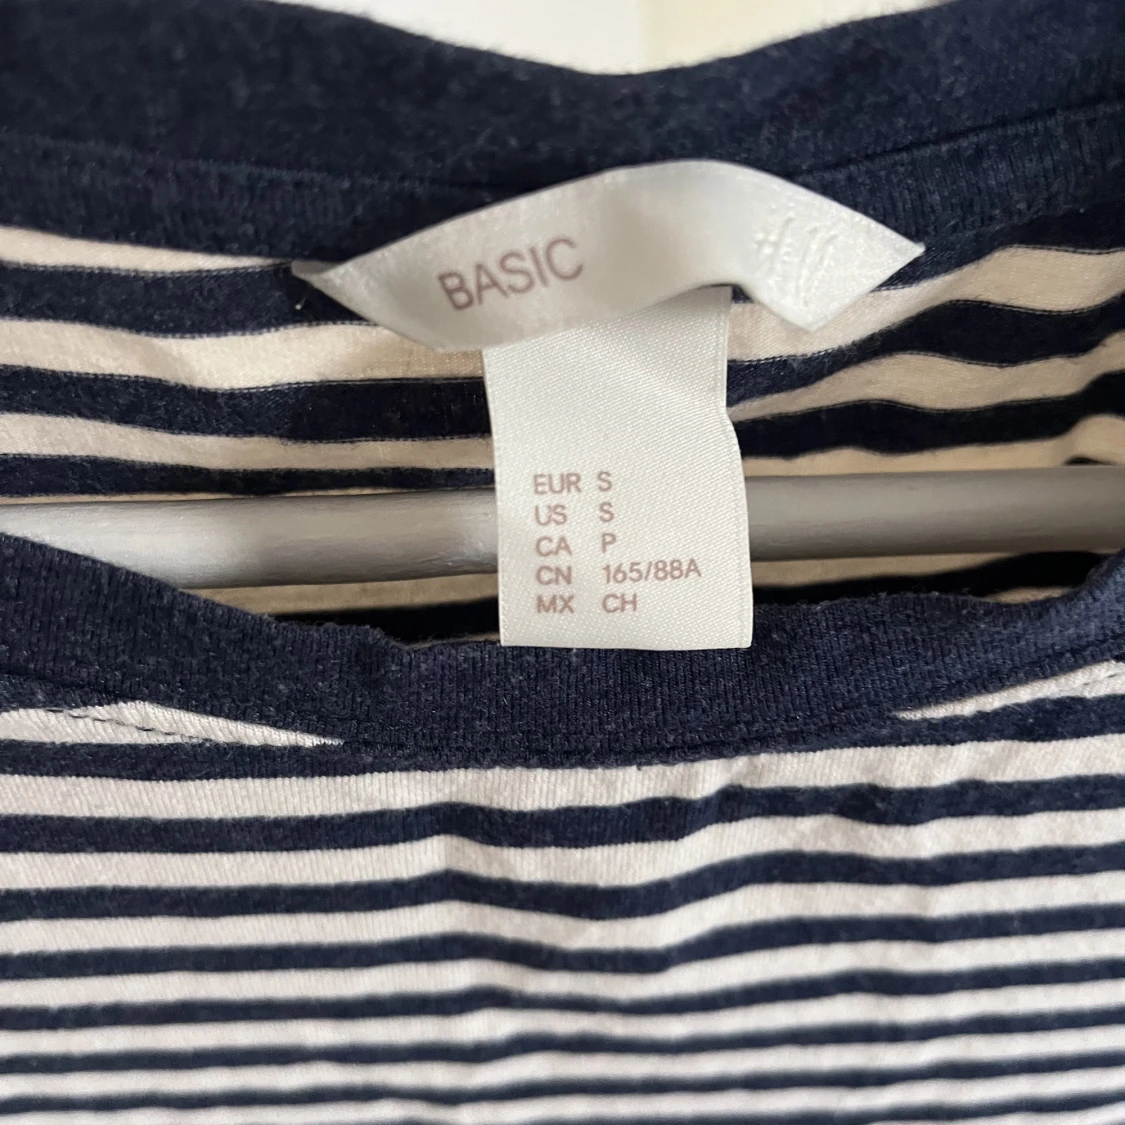 BASIC H&M
EUR S
US S
CA P
CN 165/88A
MX CH